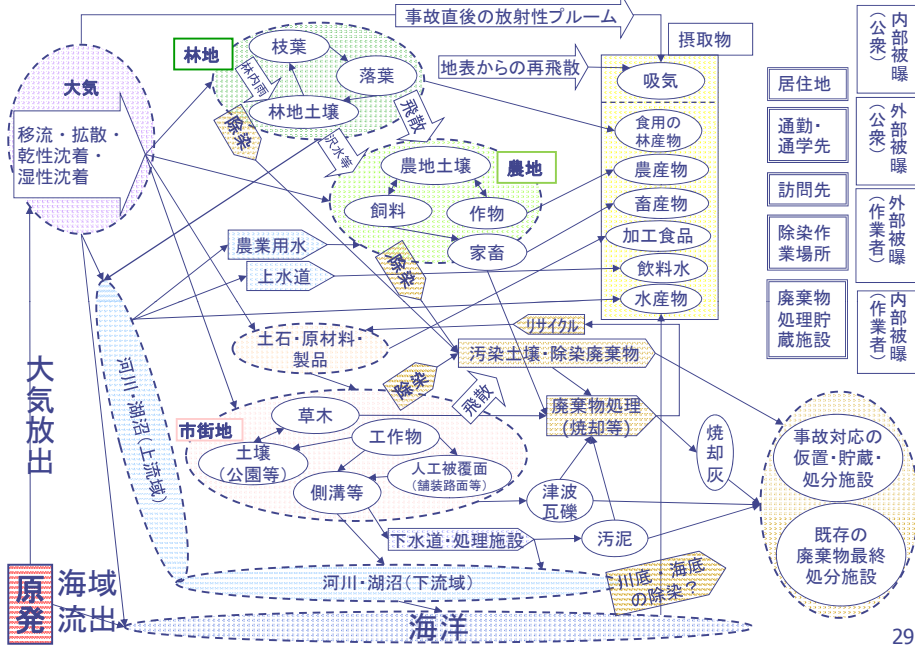 事故直後の放射性プルーム
摂取物
内部被曝
(公衆)
林地
枝葉
落葉
林内雨
林地土壌
地表からの再飛散
吸気
居住地
大気
移流・拡散・
乾性沈着・
湿性沈着
除染
飛散
沢水等
食用の
林産物
通勤・
通学先
外部被曝
(公衆)
農地土壌
農地
農産物
訪問先
飼料
作物
畜産物
外部被曝
(作業者)
農業用水
家畜
加工食品
除染作
業場所
上水道
除染
飲料水
水産物
廃棄物
処理貯
蔵施設
内部被曝
(作業者)
リサイクル
土石・原材料・
製品
汚染土壌・除染廃棄物
河川・湖沼(上流域)
大気放出
除染
飛散
廃棄物処理
(焼却等)
市街地
草木
工作物
土壌
(公園等)
人工被覆面
(舗装路面等)
側溝等
焼却灰
事故対応の
仮置・貯蔵・
処分施設
津波
瓦礫
下水道・処理施設
汚泥
既存の
廃棄物最終
処分施設
河川・湖沼(下流域)
川底 海底
の除染?
原発
海域
流出
海洋
29